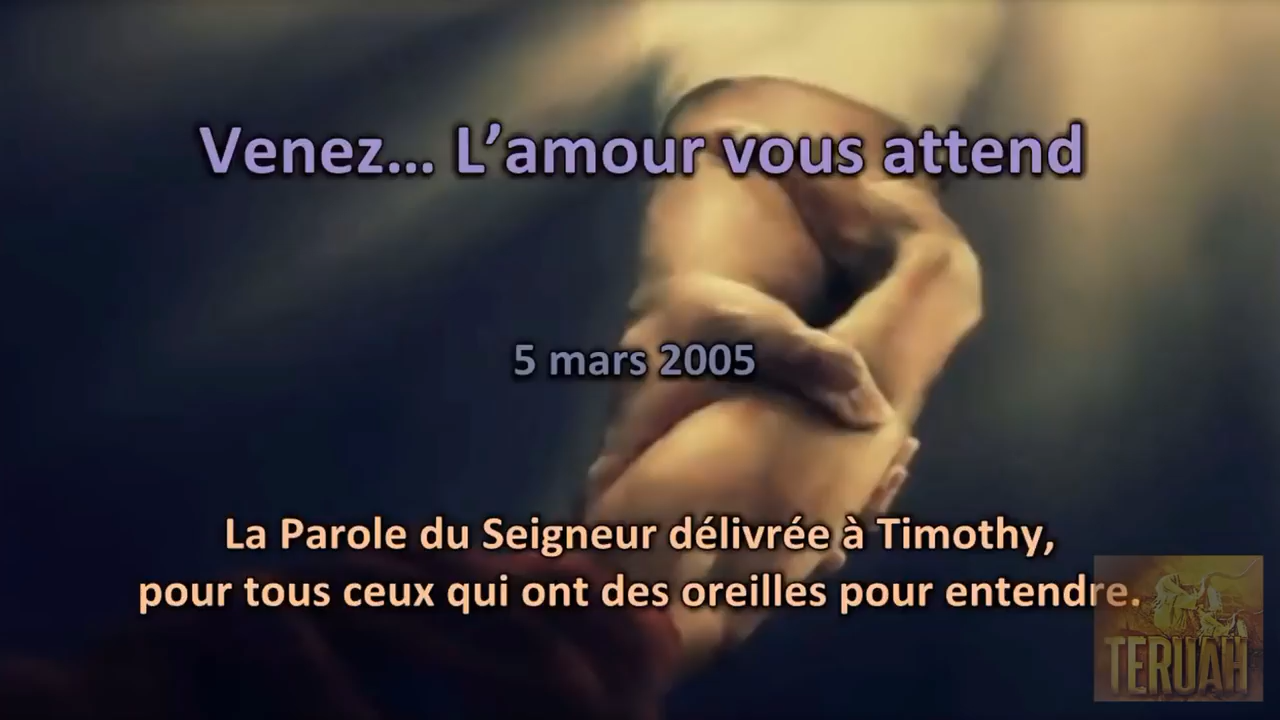 Venez… L’amour vous attend
5 mars 2005
La Parole du Seigneur délivrée à Timothy,
pour tous ceux qui ont des oreilles pour entendre.
TERUAH